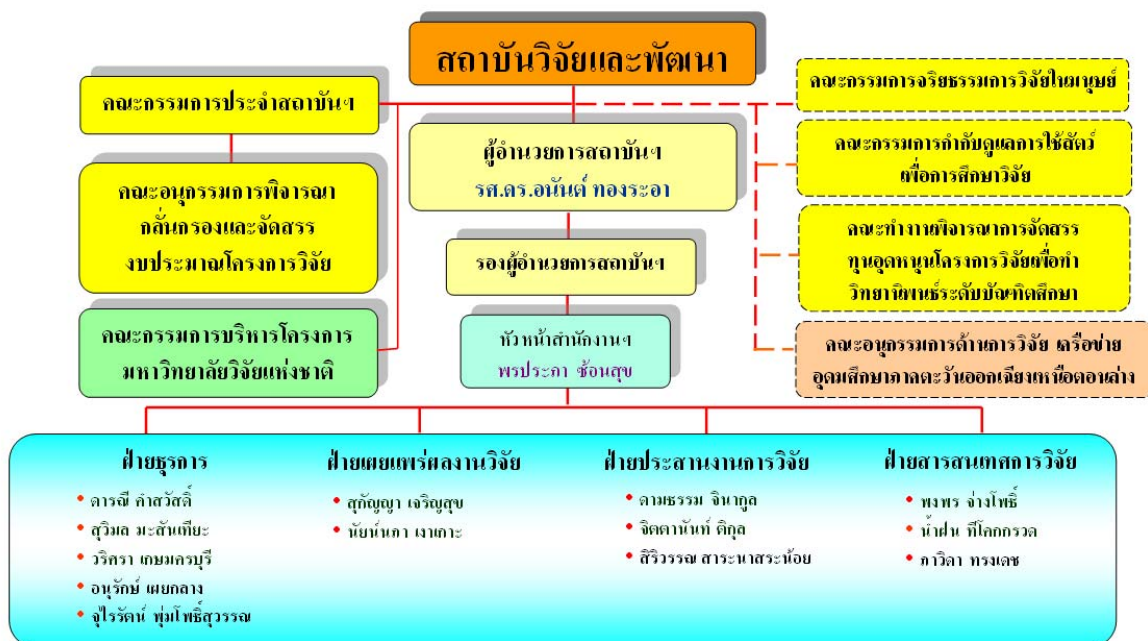 สถาบันวิจัยและพัฒนา
คณะกรรมการประจำสถาบันฯ
คณะอนุกรรมการพิจารณา
กลั่นกรองและจัดสรร
งบประมาณโครงการวิจัย
คณะกรรมการบริหารโครงการ
มหาวิทยาลัยวิจัยแห่งชาติ
ผู้อำนวยการสถาบันฯ
รศ.ดร.อนันต์ ทองระอา
รองผู้อำนวยการสถาบันฯ
หัวหน้าสำนักงานฯ
พรประภา ซ้อนสุข
คณะกรรมการจริยธรรมการวิจัยในมนุษย์
คณะกรรมการกำกับดูแลการใช้สัตว์
เพื่อการศึกษาวิจัย
คณะทำงานพิจารณาการจัดสรร
ทุนอุดหนุนโครงการวิจัยเพื่อทำ
วิทยานิพนธ์ระดับบัณฑิตศึกษา
คณะอนุกรรมการด้านการวิจัย เครือข่าย
อุดมศึกษาภาคตะวันออกเฉียงเหนือตอนล่าง
ฝ่ายธุรการ
ดารณี คำสวัสดิ์
สุวิมล มะสันเทียะ
วริศรา เกษมครบุรี
อนุรักษ์ เผยกลาง
จุไรรัตน์ พุ่มโพธิ์สุวรรณ
ฝ่ายเผยแพร่ผลงานวิจัย
สุกัญญา เจริญสุข
นัยน์นภา เงาเกาะ
ฝ่ายประสานงานการวิจัย
ตามธรรม จินากูล
จิตตานันท์ ติกุล
สิริวรรณ สาระนาสระน้อย
ฝ่ายสารสนเทศการวิจัย
พงพร จ่างโพธิ์
น้ำฝน ทีโคกกรวด
ภาวิดา ทรงเดช